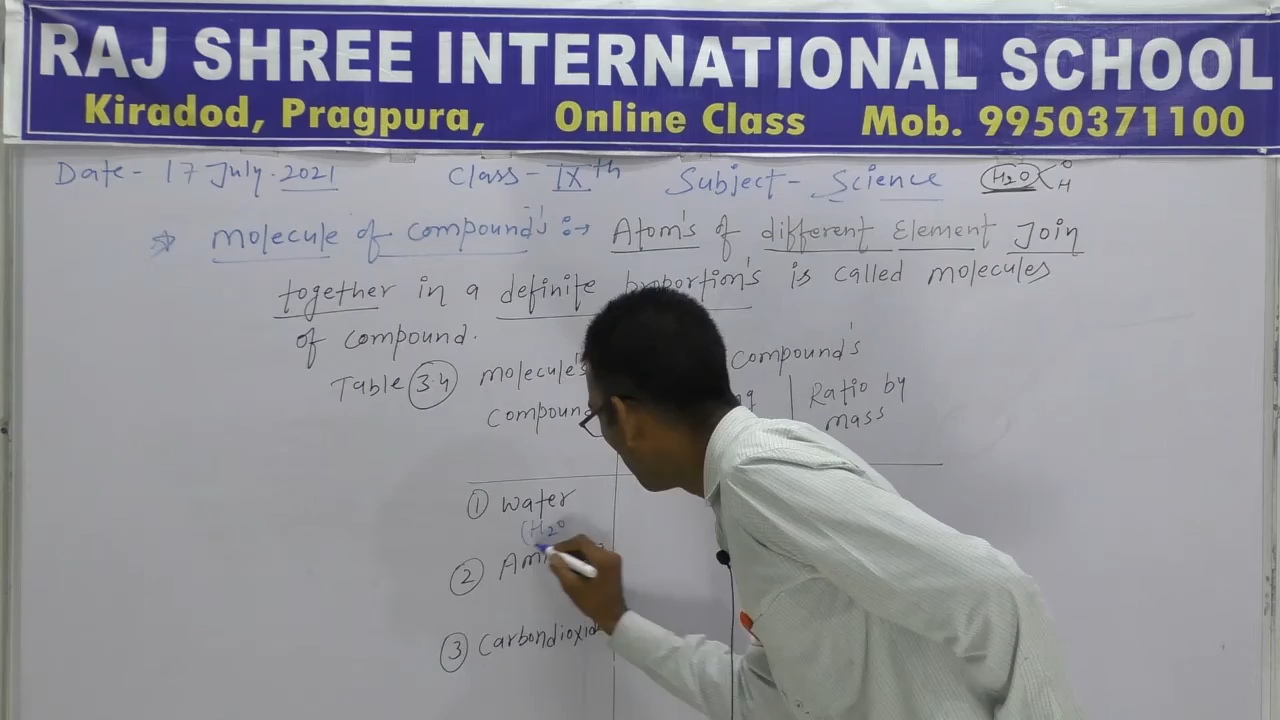 RAJ SHREE INTERNATIONAL SCHOOL
Kiradod, Pragpura, Online Class Mob. 9950371100
Date - 17 July. 2021 Class - IXth Subject - Science H2O O
H
molecule of compound's :→ Atom's of different Element Join
together in a definite proportion's is called molecules
of compound.
Table 3.4 molecule's compound's
Ratio by
mass
① water
(H2O
②
③ Carbondioxid